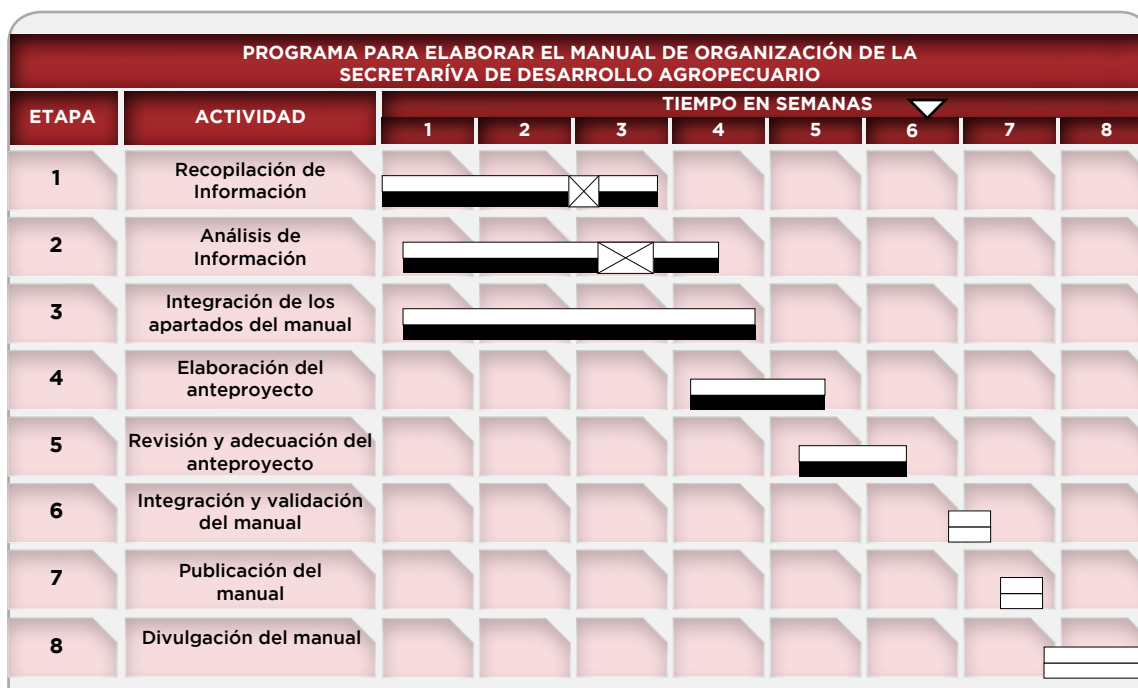 PROGRAMA PARA ELABORAR EL MANUAL DE ORGANIZACIÓN DE LA
SECRETARÍVA DE DESARROLLO AGROPECUARIO
ETAPA
ACTIVIDAD
TIEMPO EN SEMANAS
1 2 3 4 5 6 7 8
1
Recopilación de
Información
2
Análisis de
Información
3
Integración de los
apartados del manual
4
Elaboración del
anteproyecto
5
Revisión y adecuación del
anteproyecto
6
Integración y validación
del manual
7
Publicación del
manual
8
Divulgación del manual